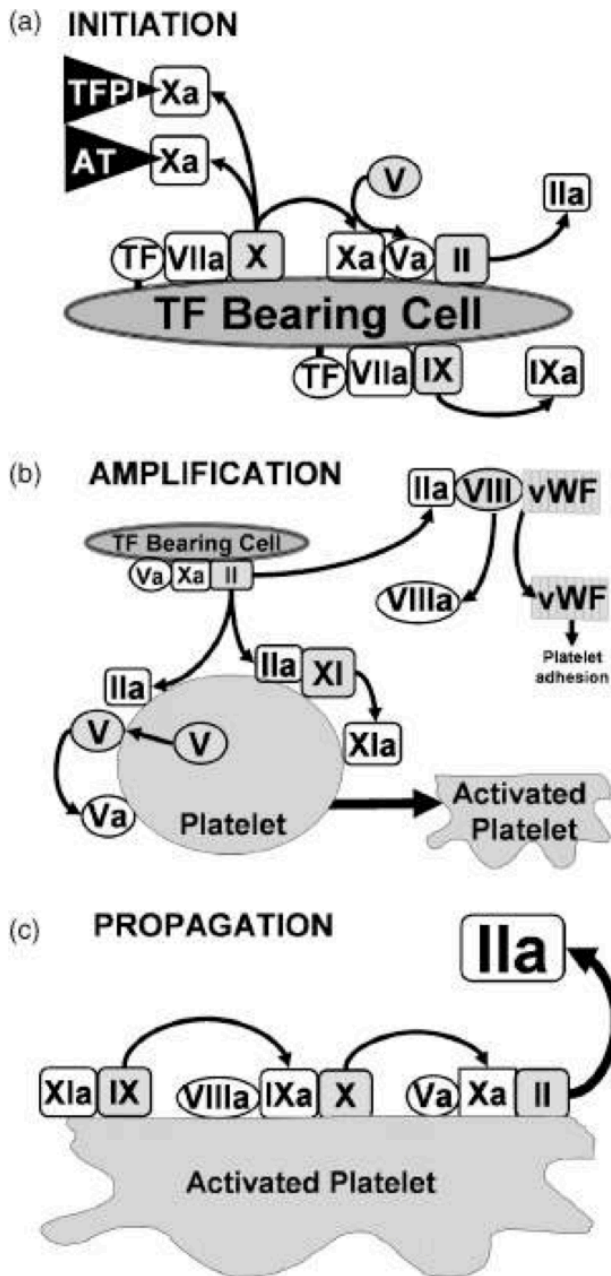 (a) INITIATION
TFPI Xa
AT Xa
V
IIa
TF VIIa X Xa Va II
TF Bearing Cell
TF VIIa IX IXa
(b) AMPLIFICATION
IIa VIII vWF
TF Bearing Cell
Va Xa II
VIIIa vWF
Platelet
adhesion
IIa IIa XI
V V XIa
Va Platelet
Activated
Platelet
(c) PROPAGATION
IIa
XIa IX VIIIa IXa X Va Xa II
Activated Platelet